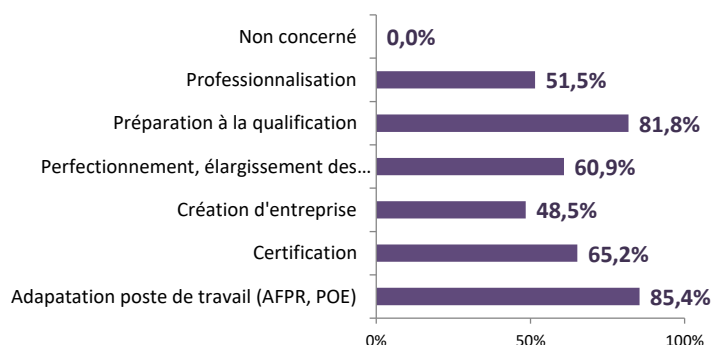 Non concerné 0,0%
Professionnalisation 51,5%
Préparation à la qualification 81,8%
Perfectionnement, élargissement des… 60,9%
Création d'entreprise 48,5%
Certification 65,2%
Adapatation poste de travail (AFPR, POE) 85,4%
0% 50% 100%